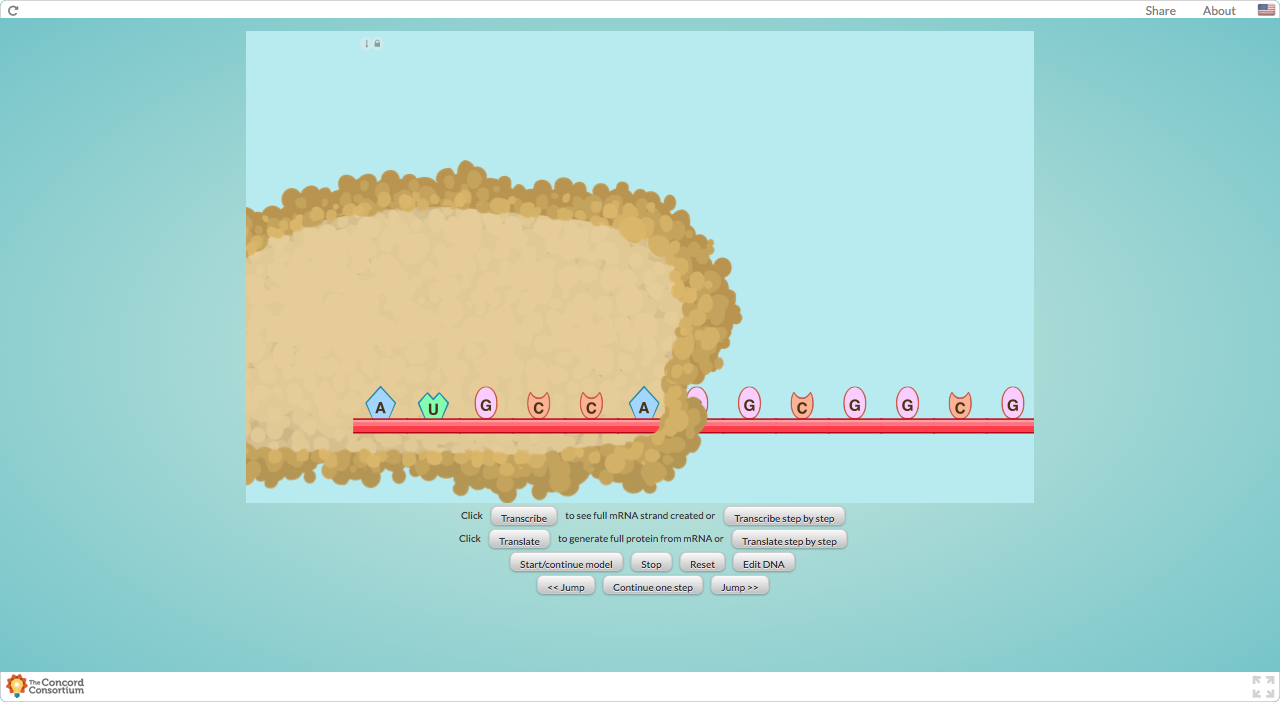 Share About
A U G C C A G C G G C G
Click Transcribe to see full mRNA strand created or Transcribe step by step
Click Translate to generate full protein from mRNA or Translate step by step
Start/continue model Stop Reset Edit DNA
<< Jump Continue one step Jump >>
The Concord
Consortium